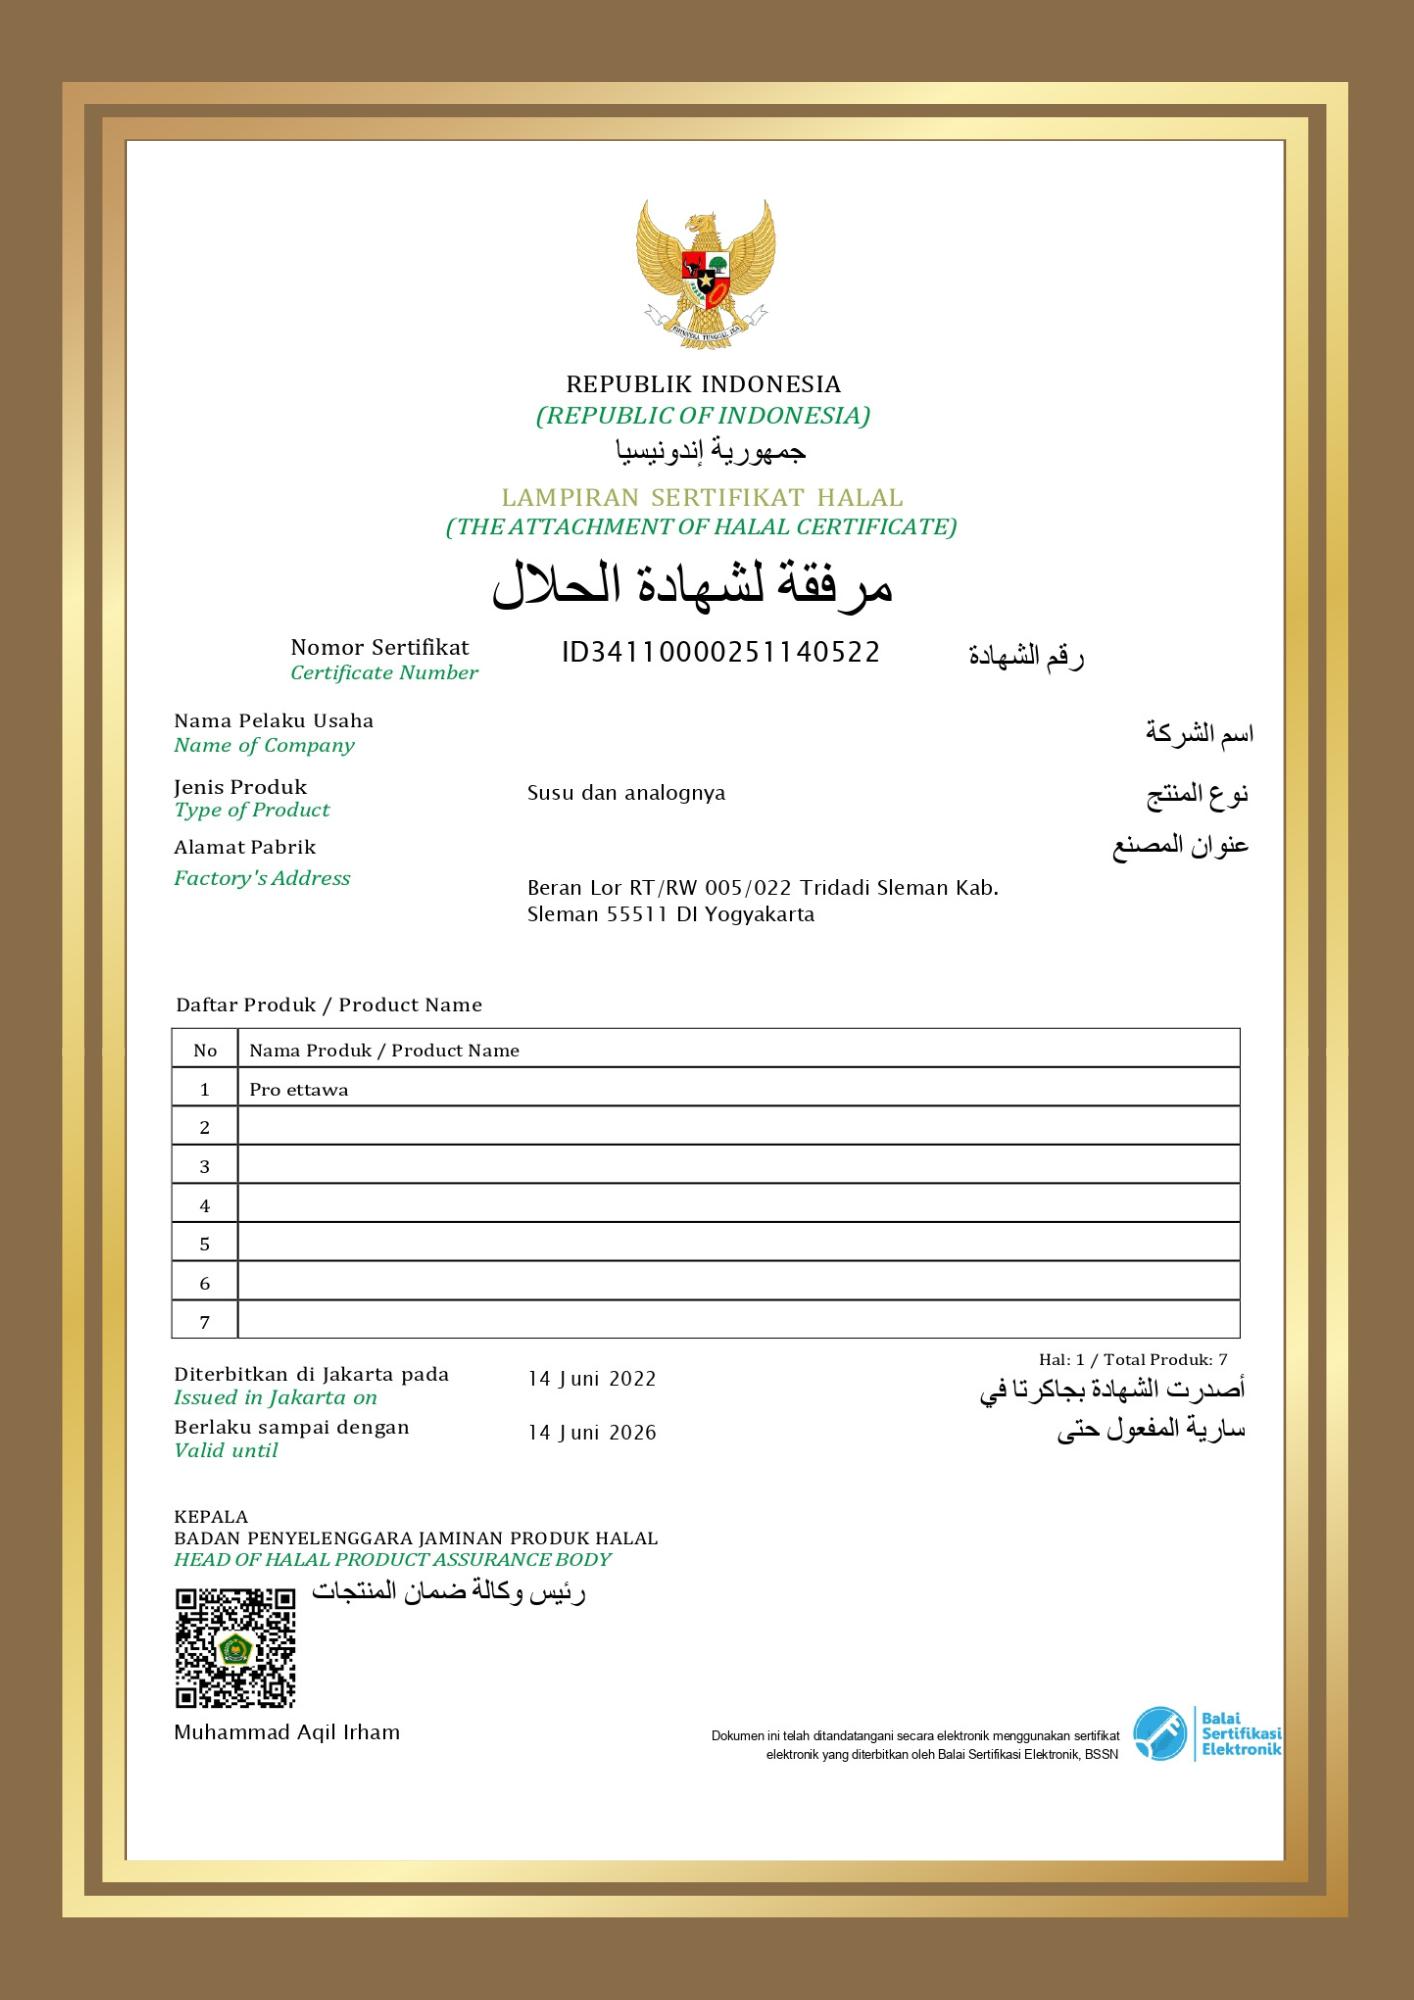 BHINNEKA TUNGGAL IKA
REPUBLIK INDONESIA
(REPUBLIC OF INDONESIA)
جمهورية إندونيسيا
LAMPIRAN SERTIFIKAT HALAL
(THE ATTACHMENT OF HALAL CERTIFICATE)
مرفقة لشهادة الحلال
Nomor Sertifikat ID34110000251140522 رقم الشهادة
Certificate Number
Nama Pelaku Usaha اسم الشركة
Name of Company
Jenis Produk Susu dan analognya نوع المنتج
Type of Product
Alamat Pabrik عنوان المصنع
Factory's Address Beran Lor RT/RW 005/022 Tridadi Sleman Kab.
Sleman 55511 DI Yogyakarta
Daftar Produk / Product Name
No Nama Produk / Product Name
1 Pro ettawa
2
3
4
5
6
7
Hal: 1 / Total Produk: 7
Diterbitkan di Jakarta pada 14 Juni 2022 أصدرت الشهادة بجاكرتا في
Issued in Jakarta on
Berlaku sampai dengan 14 Juni 2026 سارية المفعول حتى
Valid until
KEPALA
BADAN PENYELENGGARA JAMINAN PRODUK HALAL
HEAD OF HALAL PRODUCT ASSURANCE BODY
رئيس وكالة ضمان المنتجات
Muhammad Aqil Irham
Dokumen ini telah ditandatangani secara elektronik menggunakan sertifikat
elektronik yang diterbitkan oleh Balai Sertifikasi Elektronik, BSSN
Balai
Sertifikasi
Elektronik